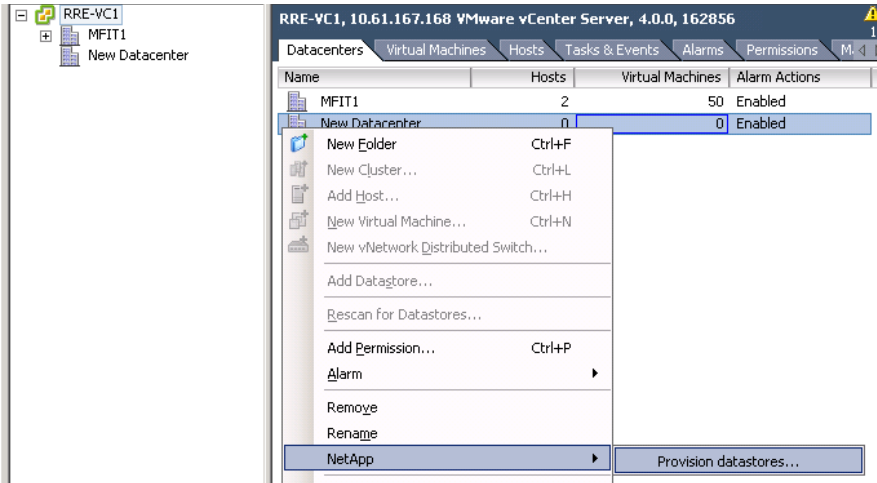 RRE-VC1
MFIT1
New Datacenter
RRE-VC1, 10.61.167.168 VMware vCenter Server, 4.0.0, 162856
Datacenters Virtual Machines Hosts Tasks & Events Alarms Permissions
Name Hosts Virtual Machines Alarm Actions
MFIT1 2 50 Enabled
New Datacenter 0 0 Enabled
New Folder Ctrl+F
New Cluster... Ctrl+L
Add Host... Ctrl+H
New Virtual Machine... Ctrl+N
New vNetwork Distributed Switch...
Add Datastore...
Rescan for Datastores...
Add Permission... Ctrl+P
Alarm
Remove
Rename
NetApp Provision datastores...